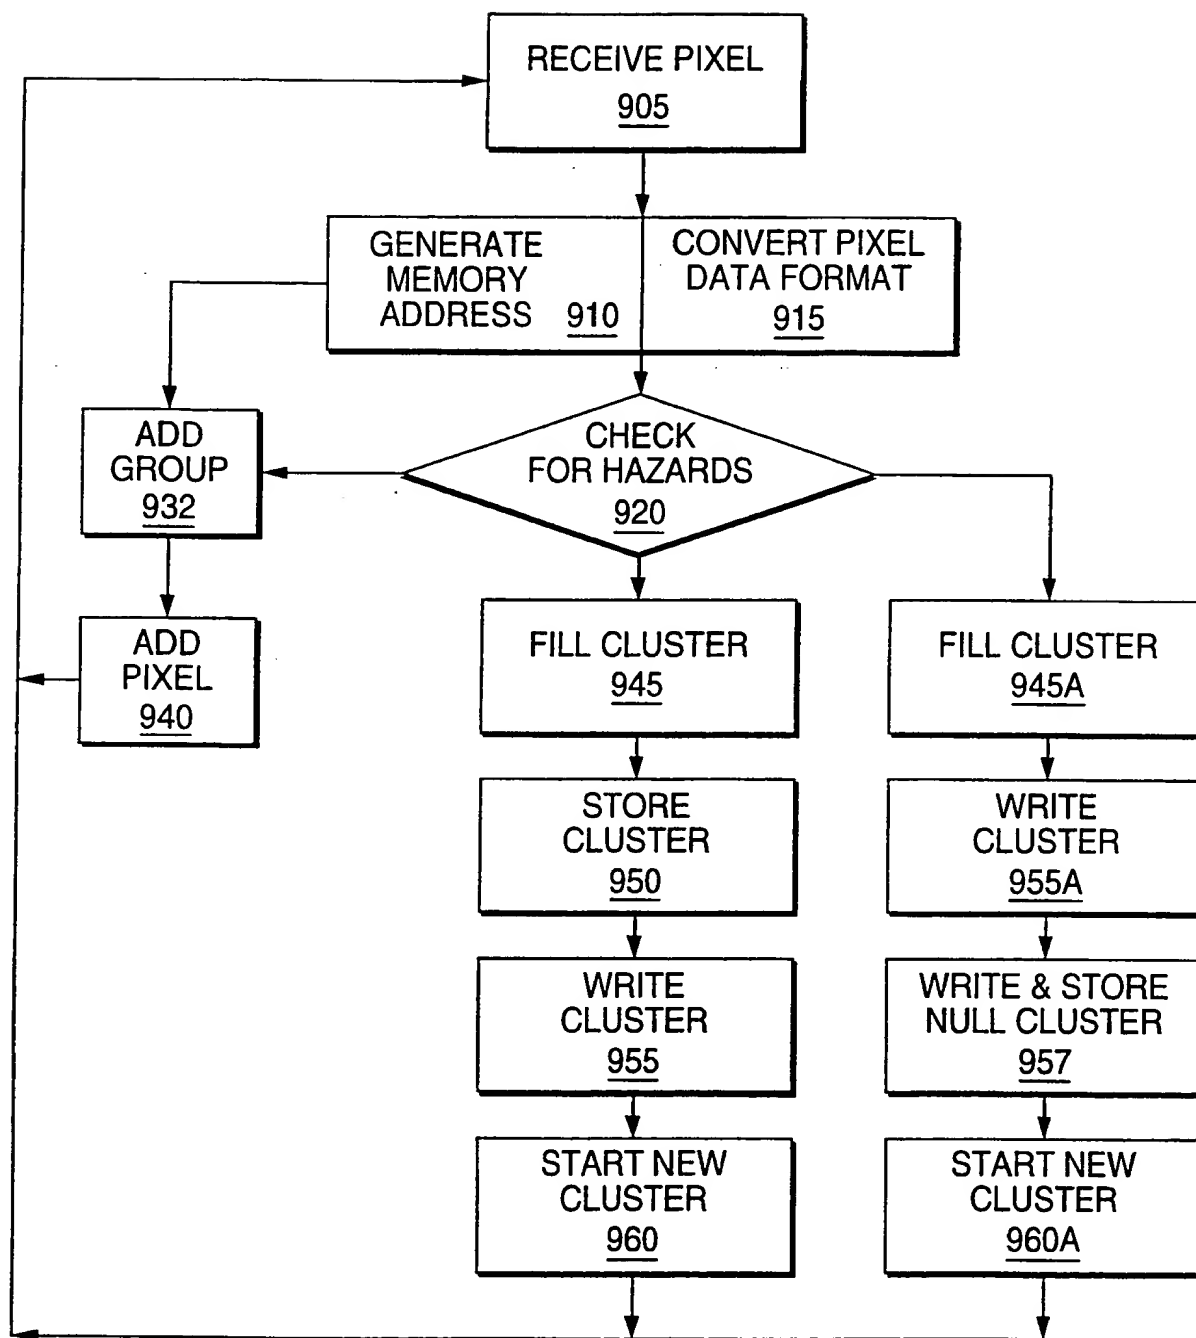 RECEIVE PIXEL
905
GENERATE
MEMORY
ADDRESS 910
CONVERT PIXEL
DATA FORMAT
915
ADD
GROUP
932
CHECK
FOR HAZARDS
920
ADD
PIXEL
940
FILL CLUSTER
945
FILL CLUSTER
945A
STORE
CLUSTER
950
WRITE
CLUSTER
955A
WRITE
CLUSTER
955
WRITE & STORE
NULL CLUSTER
957
START NEW
CLUSTER
960
START NEW
CLUSTER
960A